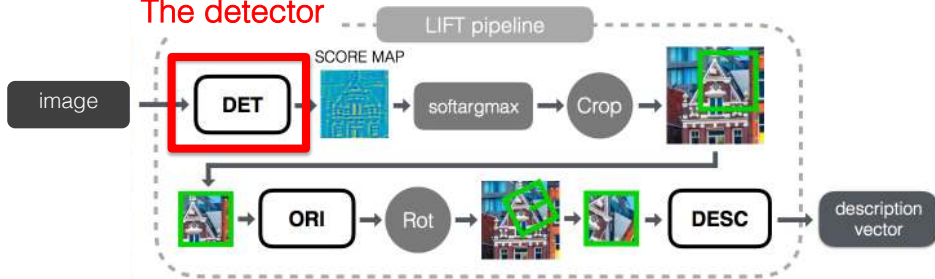 The detector
LIFT pipeline
SCORE MAP
image
DET
softargmax
Crop
ORI
Rot
DESC
description
vector